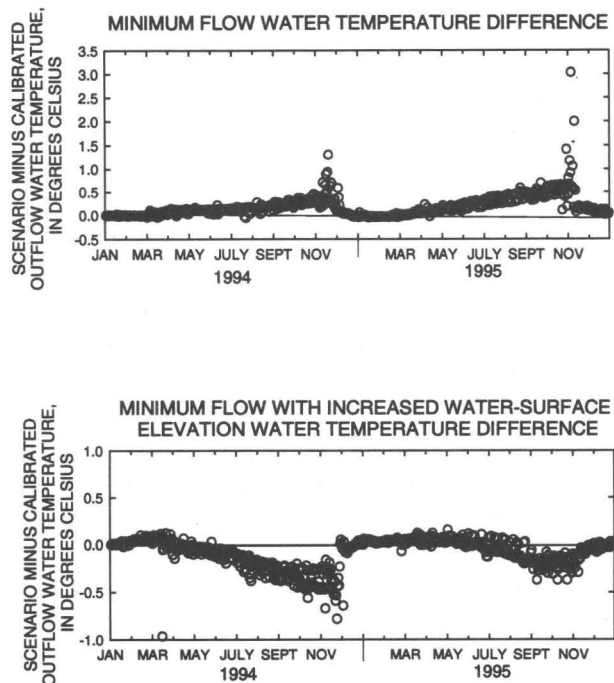 MINIMUM FLOW WATER TEMPERATURE DIFFERENCE
SCENARIO MINUS CALIBRATED
OUTFLOW WATER TEMPERATURE,
IN DEGREES CELSIUS
3.5
3.0
2.5
2.0
1.5
1.0
0.5
0.0
-0.5
JAN MAR MAY JULY SEPT NOV MAR MAY JULY SEPT NOV
1994 1995
MINIMUM FLOW WITH INCREASED WATER-SURFACE
ELEVATION WATER TEMPERATURE DIFFERENCE
SCENARIO MINUS CALIBRATED
OUTFLOW WATER TEMPERATURE,
IN DEGREES CELSIUS
1.0
0.5
0.0
-0.5
-1.0
JAN MAR MAY JULY SEPT NOV MAR MAY JULY SEPT NOV
1994 1995